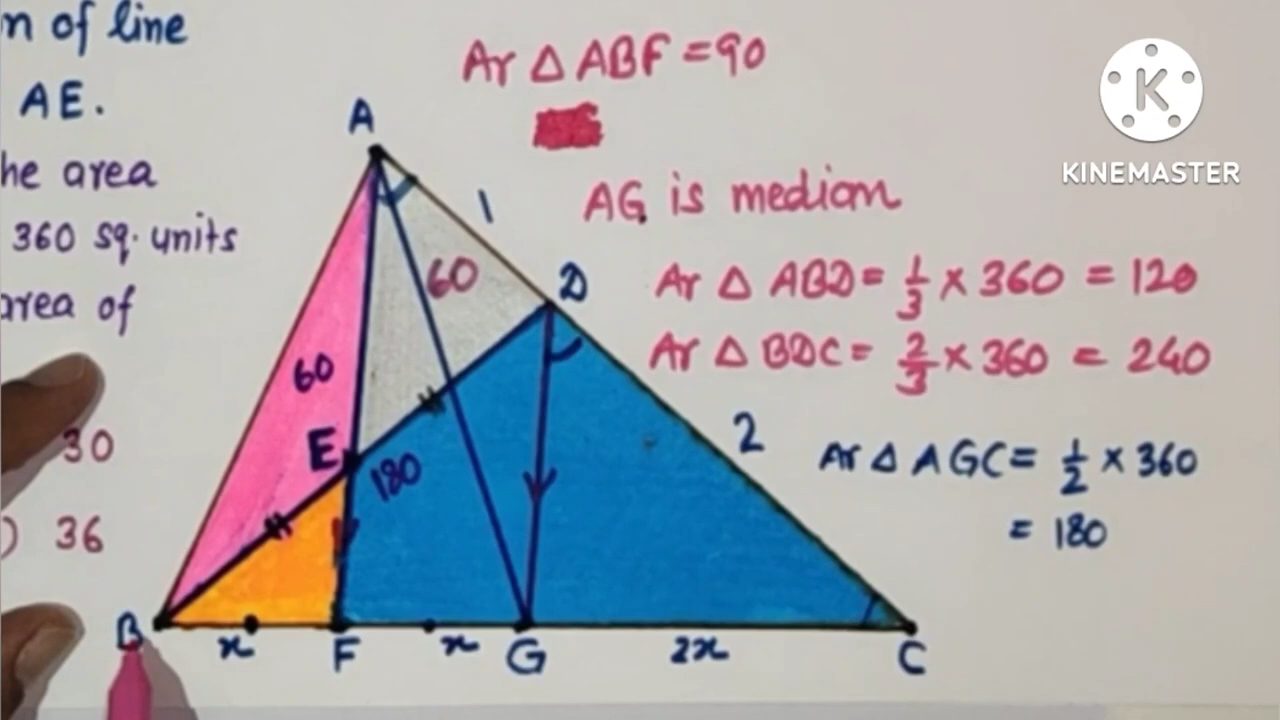 n of line
AE.
he area
360 sq. units
area of
30
) 36
Ar △ ABF = 90
AG is median
Ar △ ABD = 1/3 × 360 = 120
Ar △ BDC = 2/3 × 360 = 240
Ar △ AGC = 1/2 × 360
= 180
A
1
60
D
60
2
E
180
B
x
F
x
G
2x
C
K
KINEMASTER